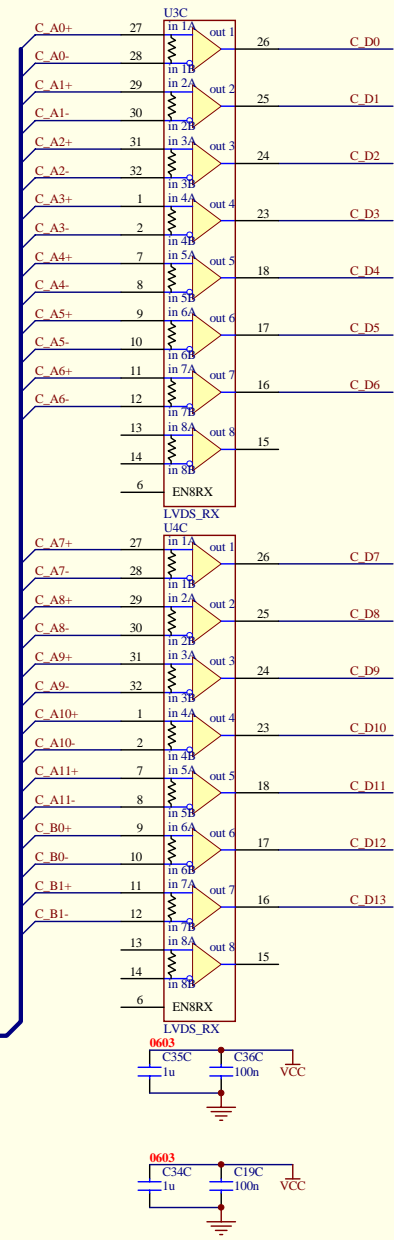 U3C
C_A0+ 27 in 1A out 1 26 C_D0
C_A0- 28 in 1B
C_A1+ 29 in 2A out 2 25 C_D1
C_A1- 30 in 2B
C_A2+ 31 in 3A out 3 24 C_D2
C_A2- 32 in 3B
C_A3+ 1 in 4A out 4 23 C_D3
C_A3- 2 in 4B
C_A4+ 7 in 5A out 5 18 C_D4
C_A4- 8 in 5B
C_A5+ 9 in 6A out 6 17 C_D5
C_A5- 10 in 6B
C_A6+ 11 in 7A out 7 16 C_D6
C_A6- 12 in 7B
13 in 8A out 8 15
14 in 8B
6 EN8RX
LVDS_RX
U4C
C_A7+ 27 in 1A out 1 26 C_D7
C_A7- 28 in 1B
C_A8+ 29 in 2A out 2 25 C_D8
C_A8- 30 in 2B
C_A9+ 31 in 3A out 3 24 C_D9
C_A9- 32 in 3B
C_A10+ 1 in 4A out 4 23 C_D10
C_A10- 2 in 4B
C_A11+ 7 in 5A out 5 18 C_D11
C_A11- 8 in 5B
C_B0+ 9 in 6A out 6 17 C_D12
C_B0- 10 in 6B
C_B1+ 11 in 7A out 7 16 C_D13
C_B1- 12 in 7B
13 in 8A out 8 15
14 in 8B
6 EN8RX
LVDS_RX
0603
C35C C36C
1u 100n VCC
0603
C34C C19C
1u 100n VCC